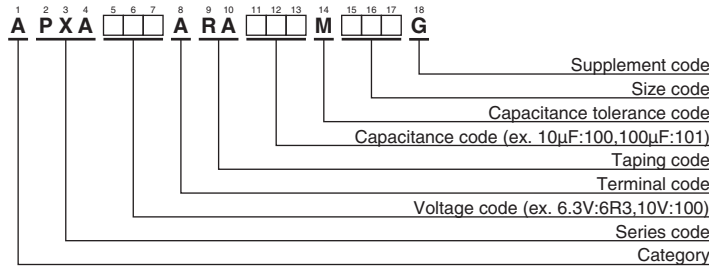 1 2 3 4 5 6 7 8 9 10 11 12 13 14 15 16 17 18
A PXA A RA M G
Supplement code
Size code
Capacitance tolerance code
Capacitance code (ex. 10µF:100,100µF:101)
Taping code
Terminal code
Voltage code (ex. 6.3V:6R3,10V:100)
Series code
Category